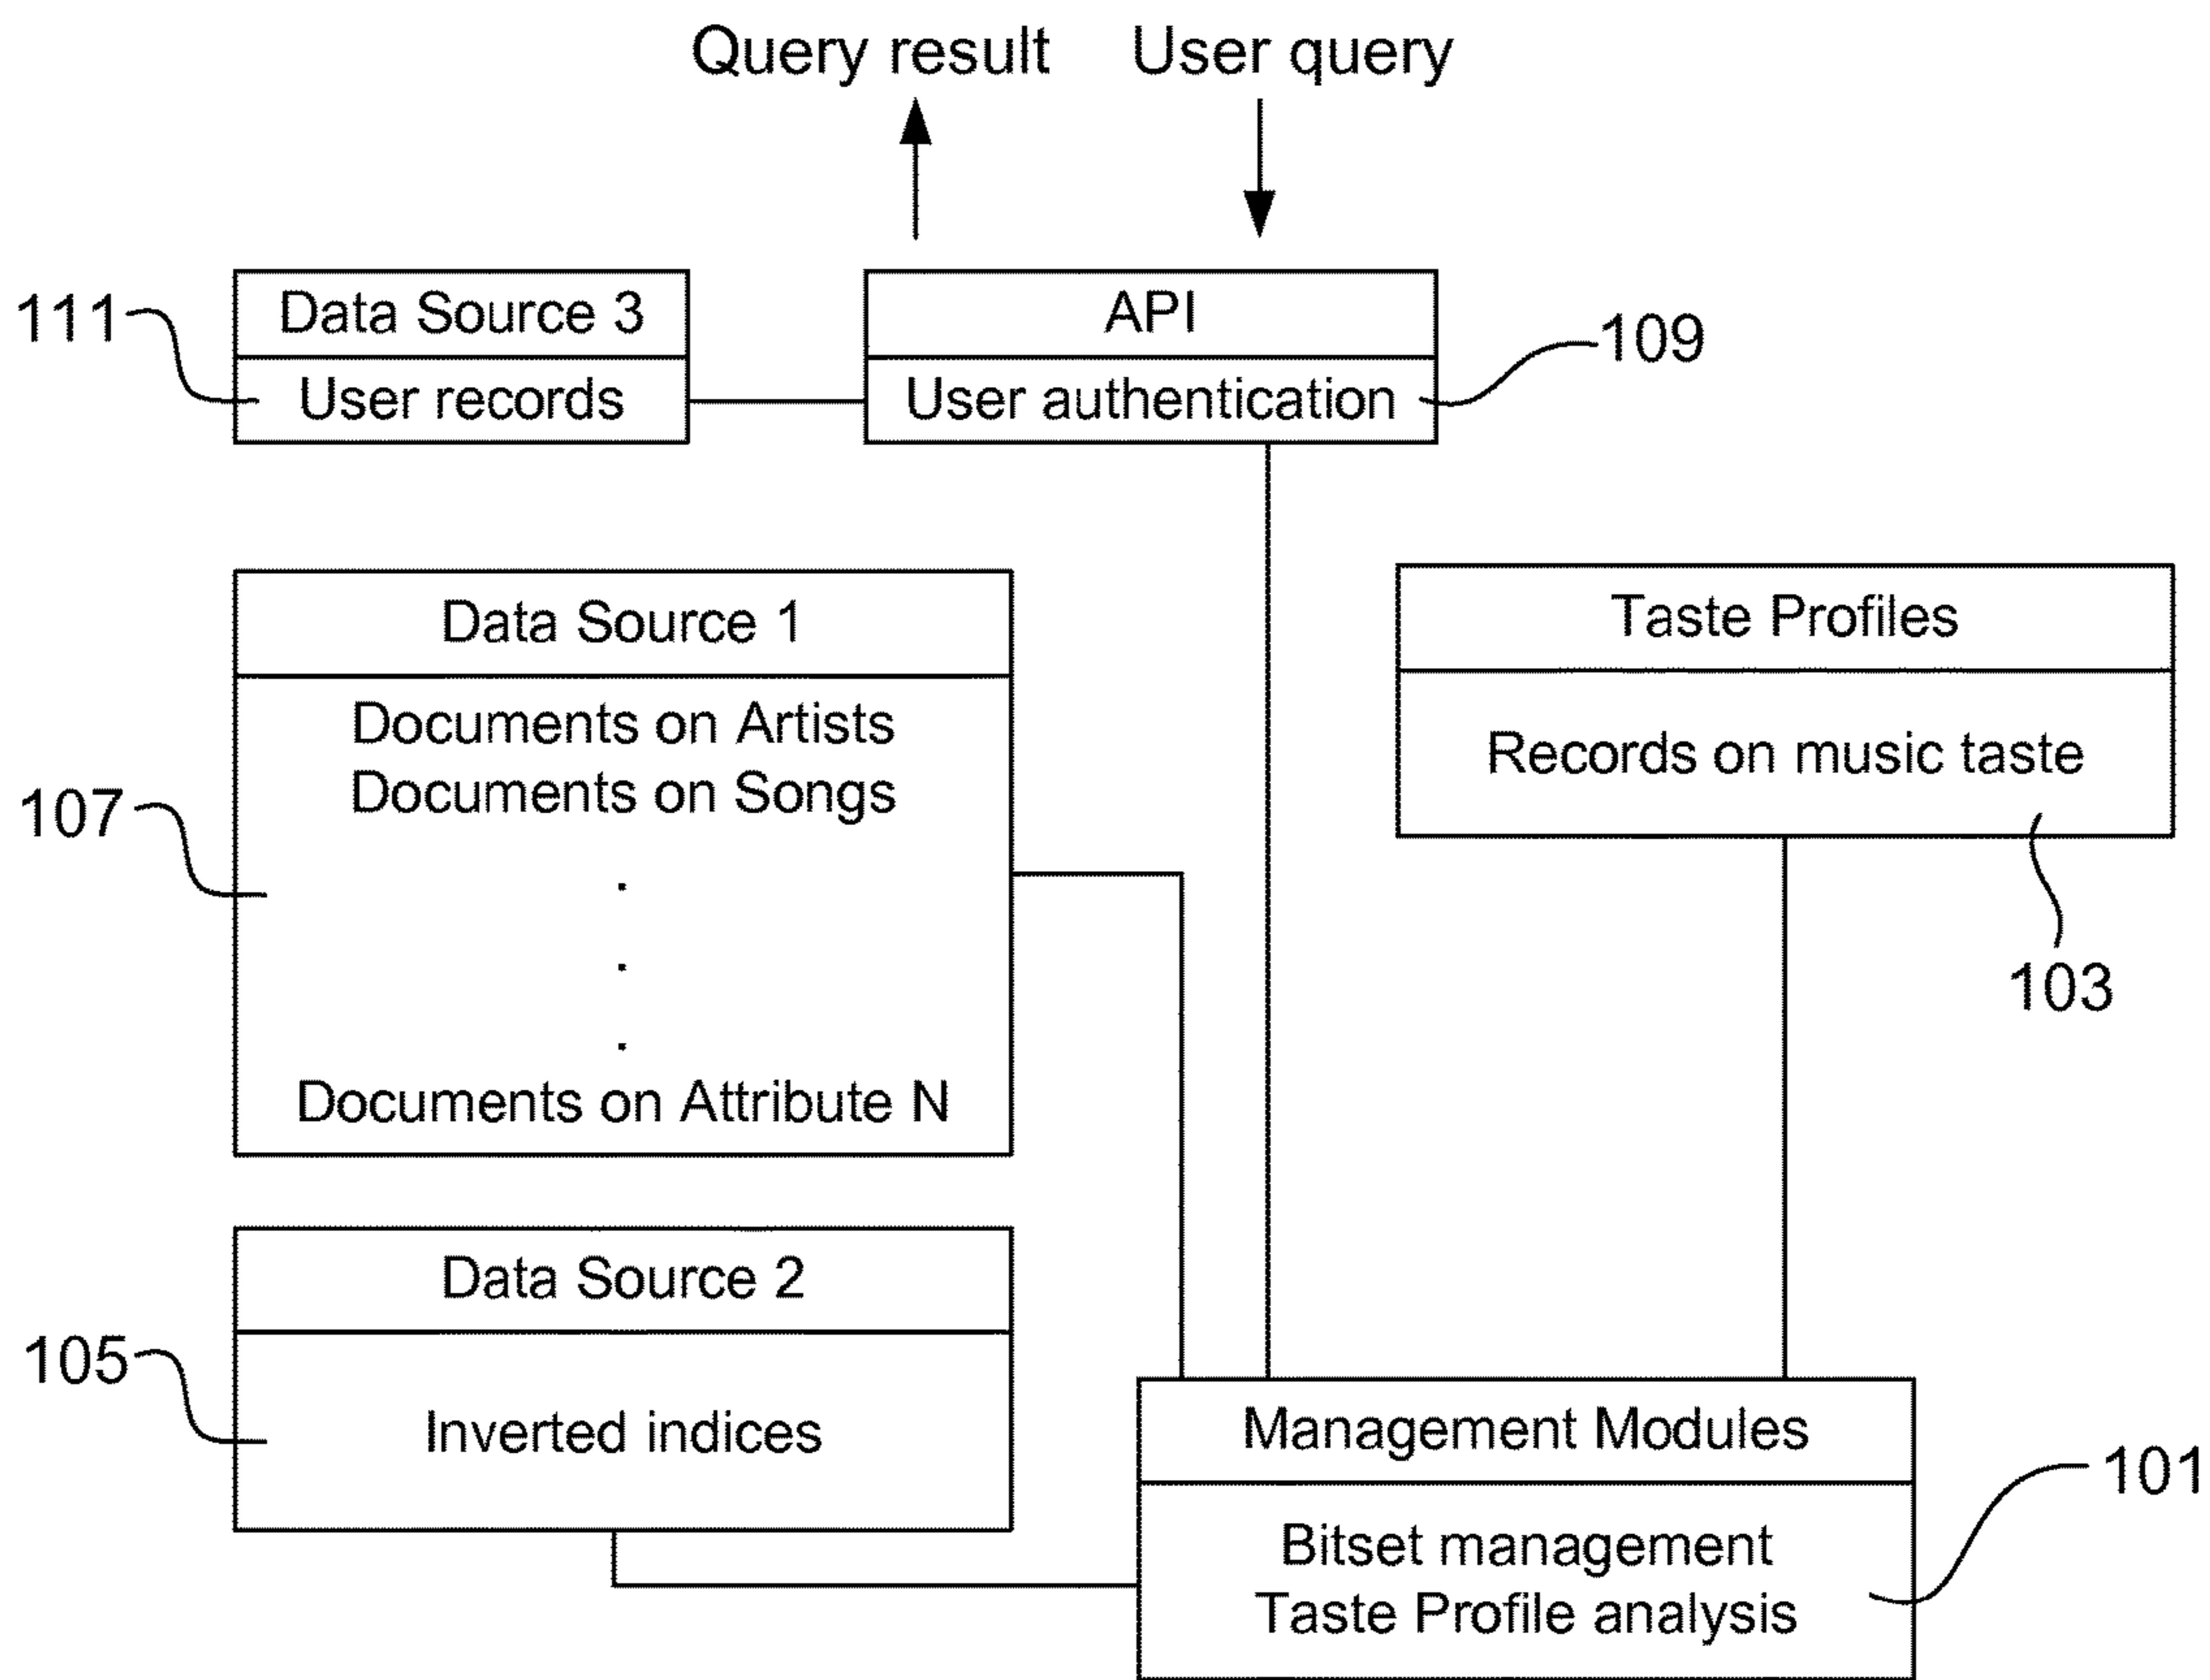 Query result
User query
111
Data Source 3
User records
API
User authentication
109
Data Source 1
Documents on Artists
Documents on Songs
.
.
.
Documents on Attribute N
107
Taste Profiles
Records on music taste
103
Data Source 2
Inverted indices
105
Management Modules
Bitset management
Taste Profile analysis
101